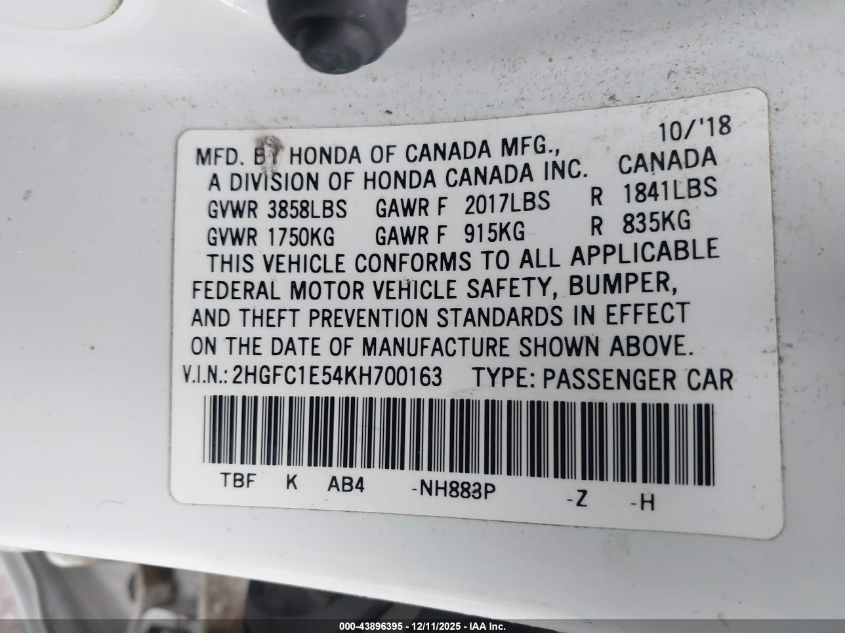 10/'18
MFD. BY HONDA OF CANADA MFG., CANADA
A DIVISION OF HONDA CANADA INC.
GVWR 3858LBS GAWR F 2017LBS R 1841LBS
GVWR 1750KG GAWR F 915KG R 835KG
THIS VEHICLE CONFORMS TO ALL APPLICABLE
FEDERAL MOTOR VEHICLE SAFETY, BUMPER,
AND THEFT PREVENTION STANDARDS IN EFFECT
ON THE DATE OF MANUFACTURE SHOWN ABOVE.
V.I.N.: 2HGFC1E54KH700163 TYPE: PASSENGER CAR
TBF K AB4 -NH883P -Z -H
000-43896395 - 12/11/2025 - IAA Inc.